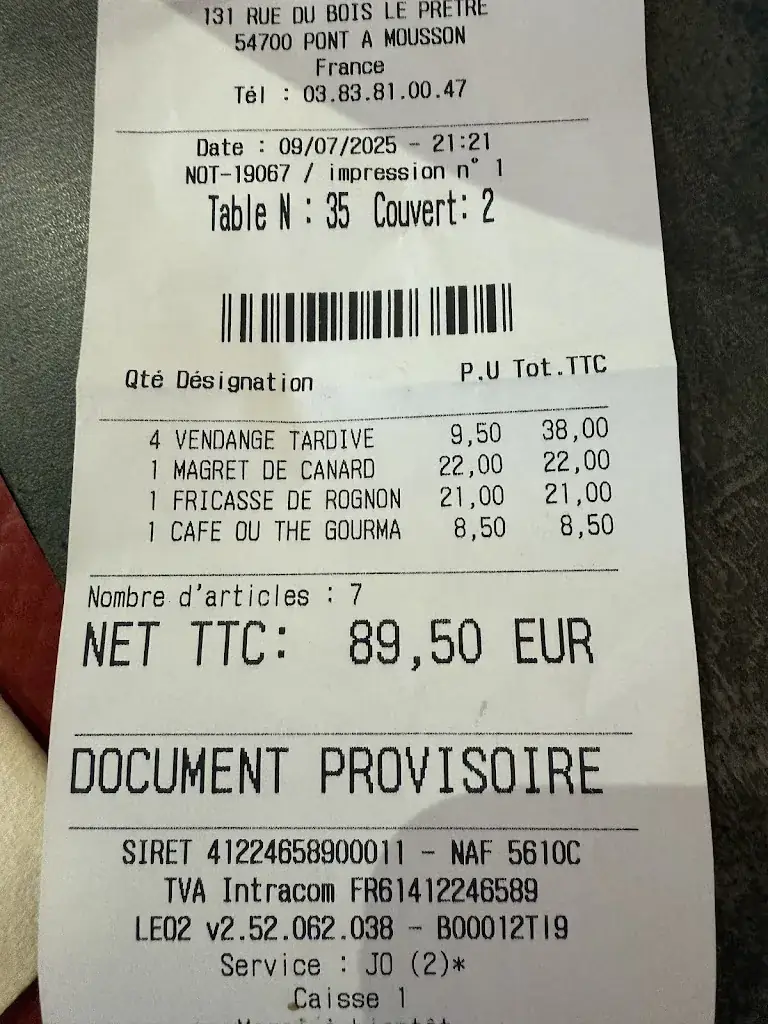 131 RUE DU BOIS LE PRETRE
54700 PONT A MOUSSON
France
Tél : 03.83.81.00.47
Date : 09/07/2025 - 21:21
NOT-19067 / impression n° 1
Table N : 35 Couvert: 2
Qté Désignation P.U Tot.TTC
4 VENDANGE TARDIVE 9,50 38,00
1 MAGRET DE CANARD 22,00 22,00
1 FRICASSE DE ROGNON 21,00 21,00
1 CAFE OU THE GOURMA 8,50 8,50
Nombre d'articles : 7
NET TTC: 89,50 EUR
DOCUMENT PROVISOIRE
SIRET 41224658900011 - NAF 5610C
TVA Intracom FR61412246589
LEO2 v2.52.062.038 - B00012TI9
Service : JO (2)*
Caisse 1